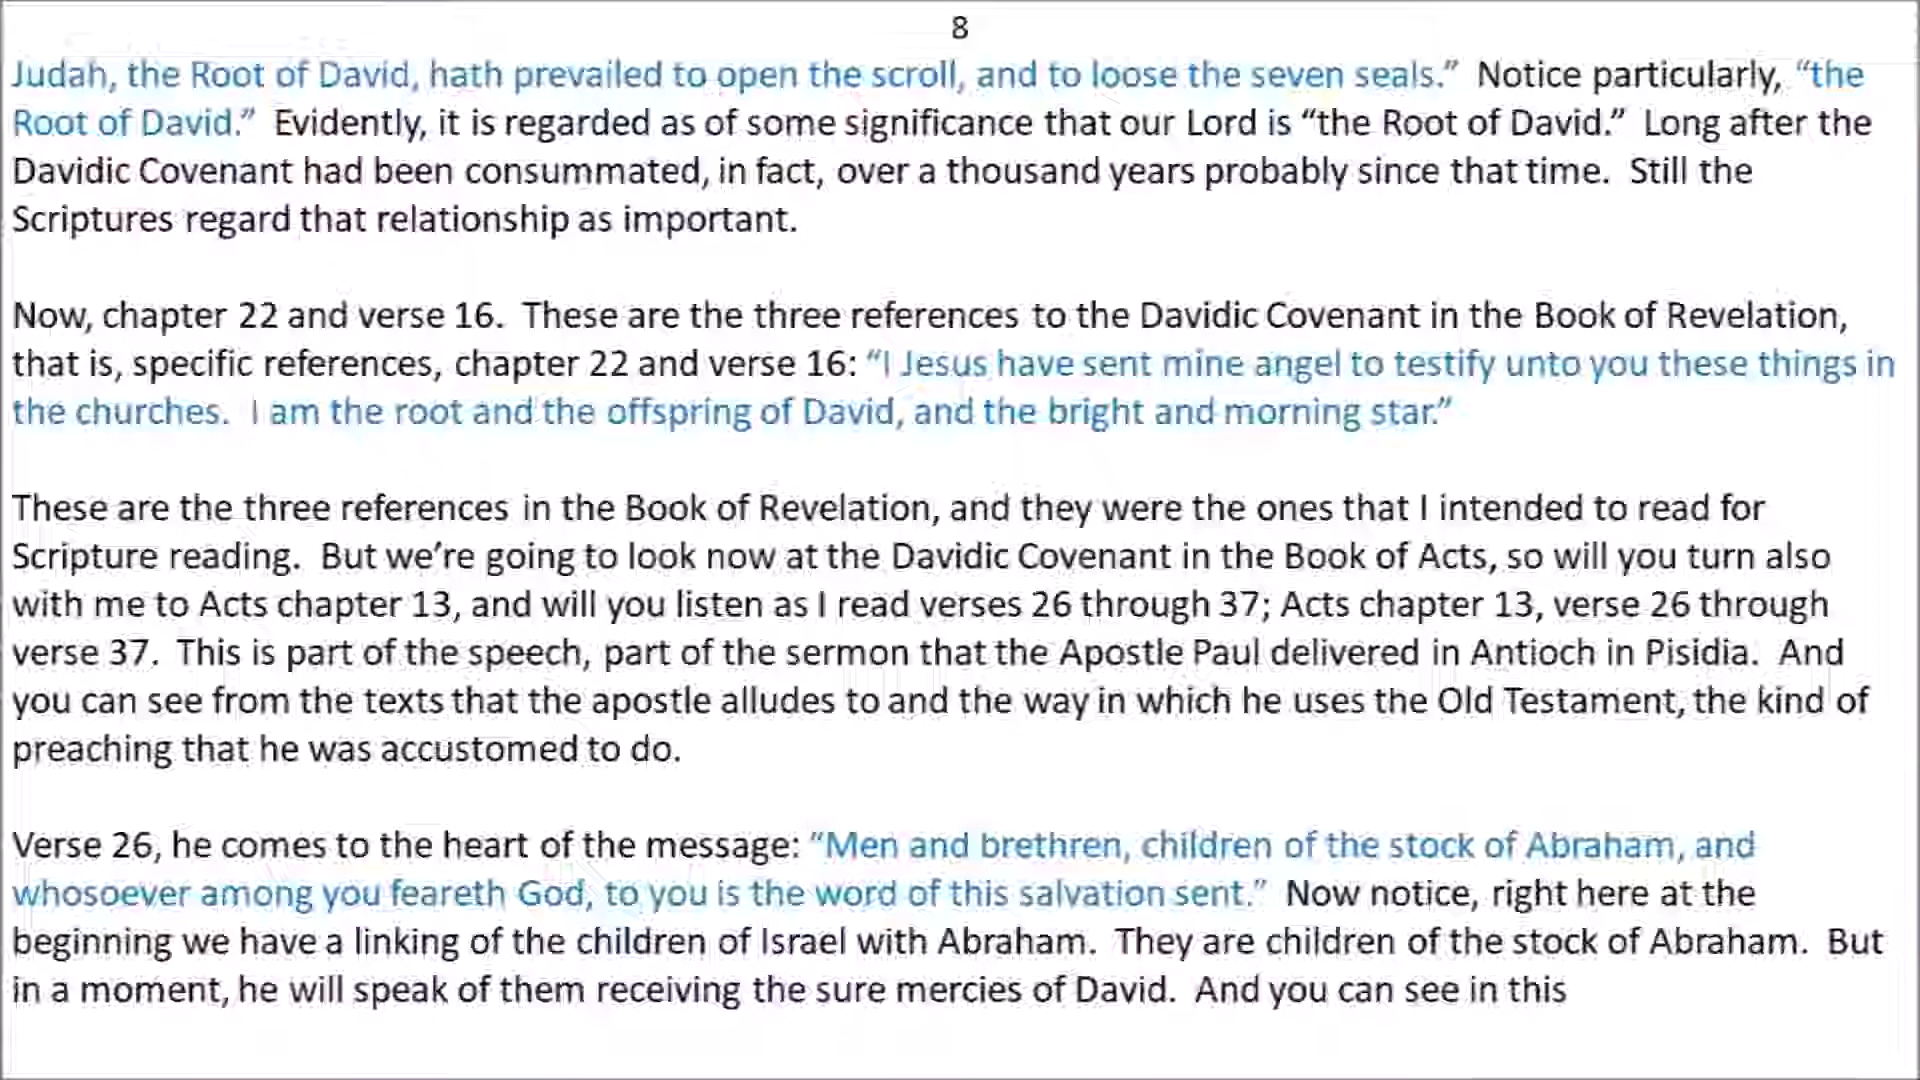 8
Judah, the Root of David, hath prevailed to open the scroll, and to loose the seven seals.”  Notice particularly, “the
Root of David.”  Evidently, it is regarded as of some significance that our Lord is “the Root of David.”  Long after the
Davidic Covenant had been consummated, in fact, over a thousand years probably since that time.  Still the
Scriptures regard that relationship as important.
Now, chapter 22 and verse 16.  These are the three references to the Davidic Covenant in the Book of Revelation,
that is, specific references, chapter 22 and verse 16: “I Jesus have sent mine angel to testify unto you these things in
the churches.  I am the root and the offspring of David, and the bright and morning star.”
These are the three references in the Book of Revelation, and they were the ones that I intended to read for
Scripture reading.  But we’re going to look now at the Davidic Covenant in the Book of Acts, so will you turn also
with me to Acts chapter 13, and will you listen as I read verses 26 through 37; Acts chapter 13, verse 26 through
verse 37.  This is part of the speech, part of the sermon that the Apostle Paul delivered in Antioch in Pisidia.  And
you can see from the texts that the apostle alludes to and the way in which he uses the Old Testament, the kind of
preaching that he was accustomed to do.
Verse 26, he comes to the heart of the message: “Men and brethren, children of the stock of Abraham, and
whosoever among you feareth God, to you is the word of this salvation sent.”  Now notice, right here at the
beginning we have a linking of the children of Israel with Abraham.  They are children of the stock of Abraham.  But
in a moment, he will speak of them receiving the sure mercies of David.  And you can see in this